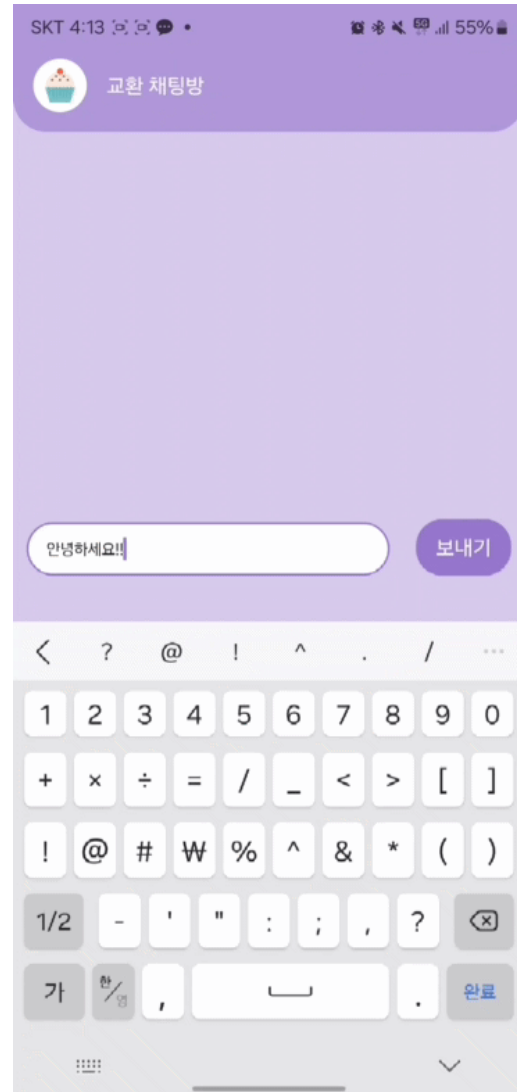 SKT 4:13
5G 55%
교환 채팅방
안녕하세요!!
보내기
? @ ! ^ . / ...
1 2 3 4 5 6 7 8 9 0
+ × ÷ = / _ < > [ ]
! @ # ₩ % ^ & * ( )
1/2 - ' " : ; , ?
가 한/영 , . 완료